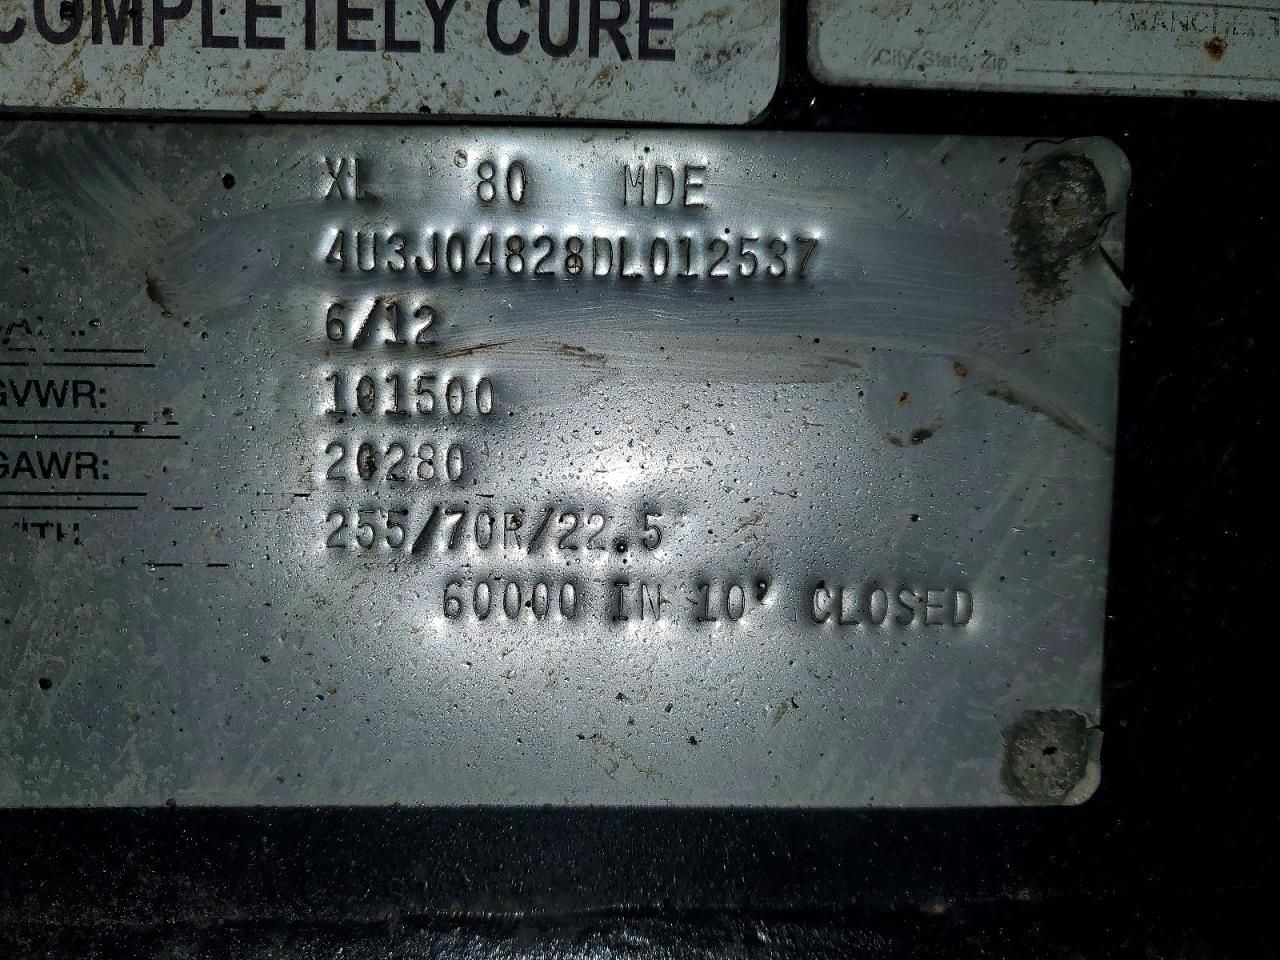 COMPLETELY CURE
City, State, Zip
XL 80 MDE
4U3J04828DL012537
6/12
GVWR: 101500
GAWR: 20280
255/70R/22.5
60000 IN 10' CLOSED